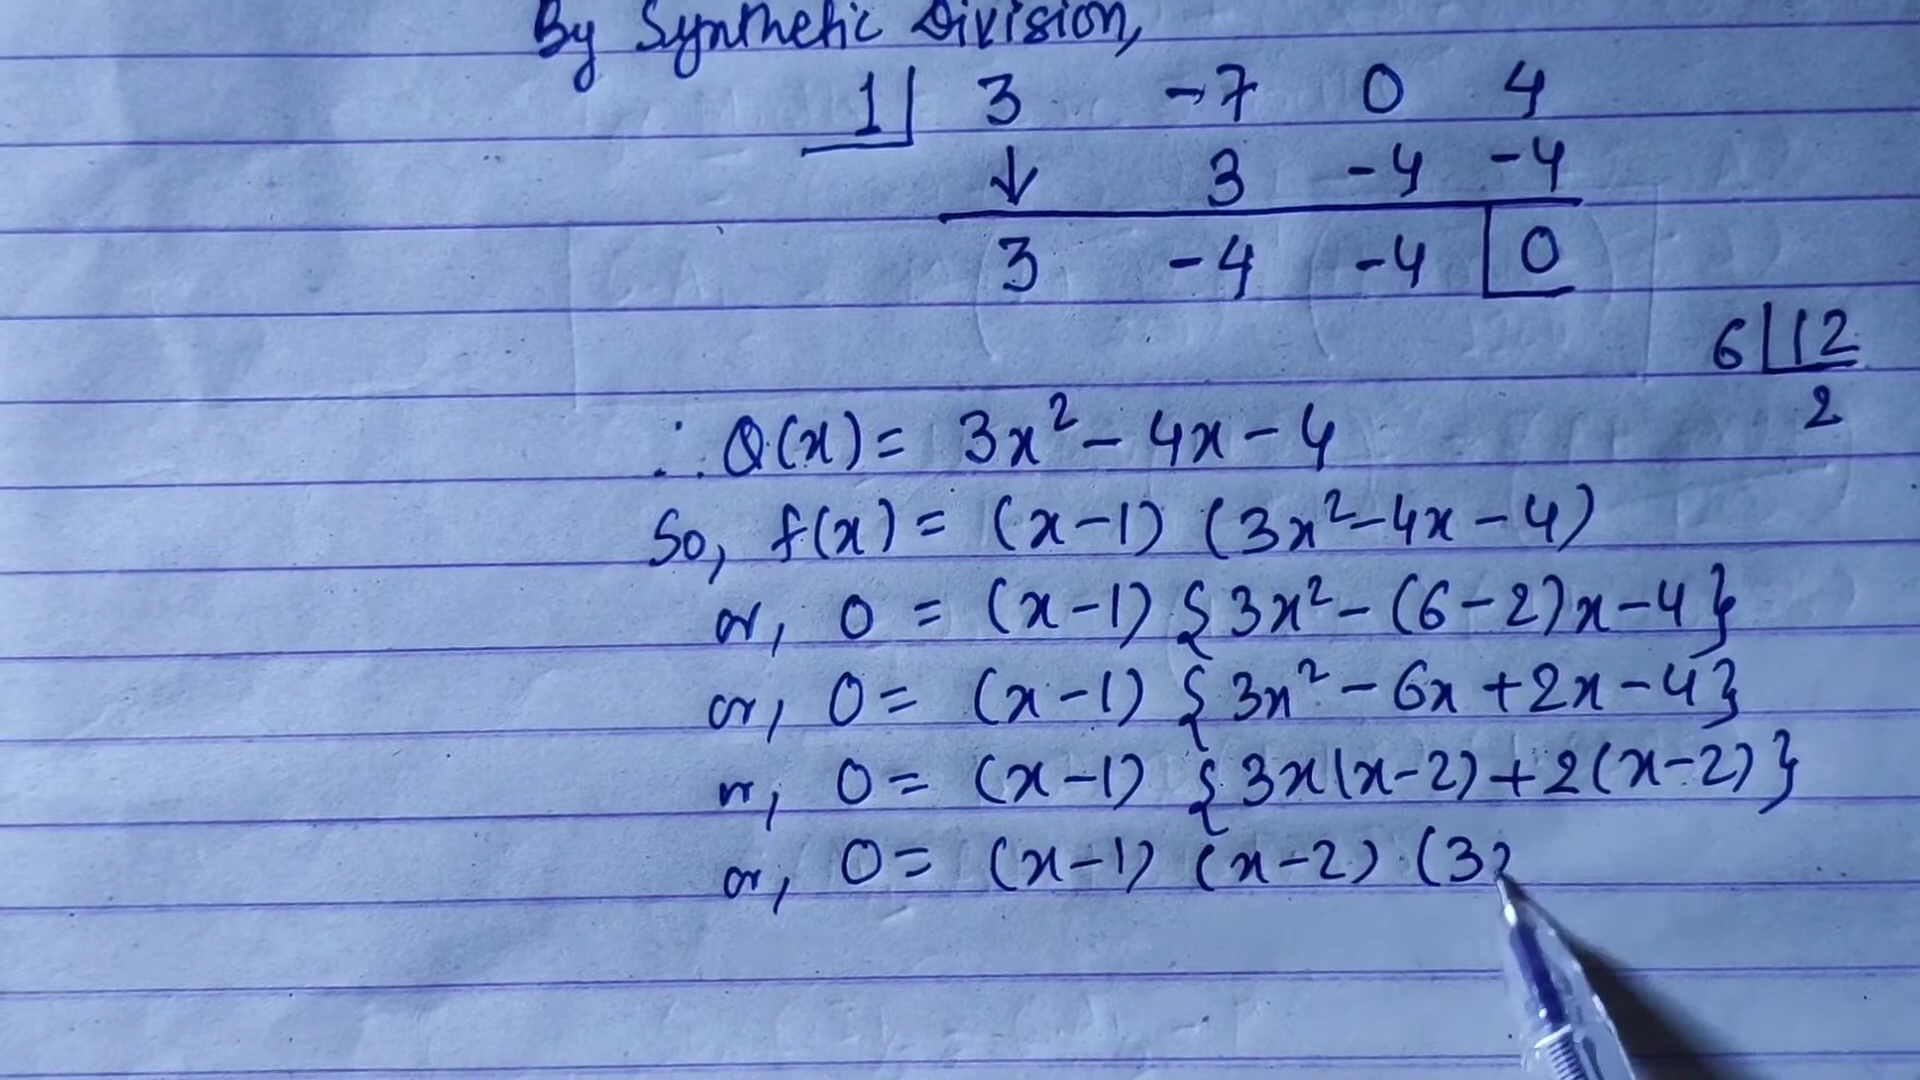 By Synthetic Division,
1 3 -7 0 4
↓ 3 -4 -4
3 -4 -4 0
6 12
2
∴ Q(x) = 3x² - 4x - 4
So, f(x) = (x-1) (3x² - 4x - 4)
or, 0 = (x-1) {3x² - (6-2)x - 4}
or, 0 = (x-1) {3x² - 6x + 2x - 4}
or, 0 = (x-1) {3x(x-2) + 2(x-2)}
or, 0 = (x-1) (x-2) (3